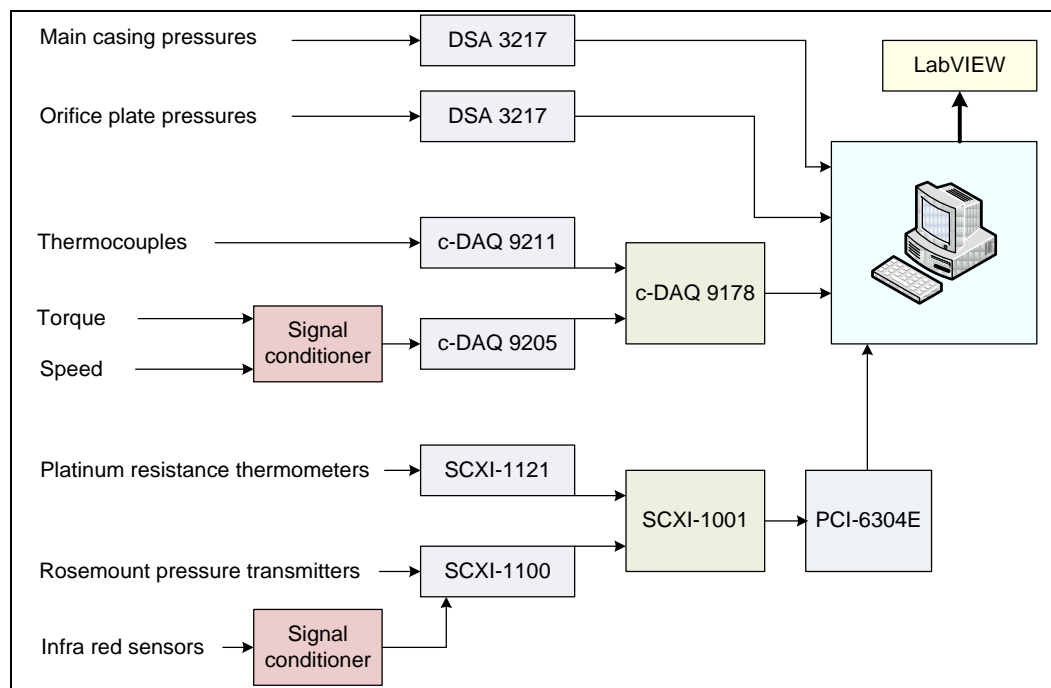 Main casing pressures
DSA 3217
LabVIEW
Orifice plate pressures
DSA 3217
Thermocouples
c-DAQ 9211
c-DAQ 9178
Torque
Signal
conditioner
c-DAQ 9205
Speed
Platinum resistance thermometers
SCXI-1121
SCXI-1001
PCI-6304E
Rosemount pressure transmitters
SCXI-1100
Infra red sensors
Signal
conditioner